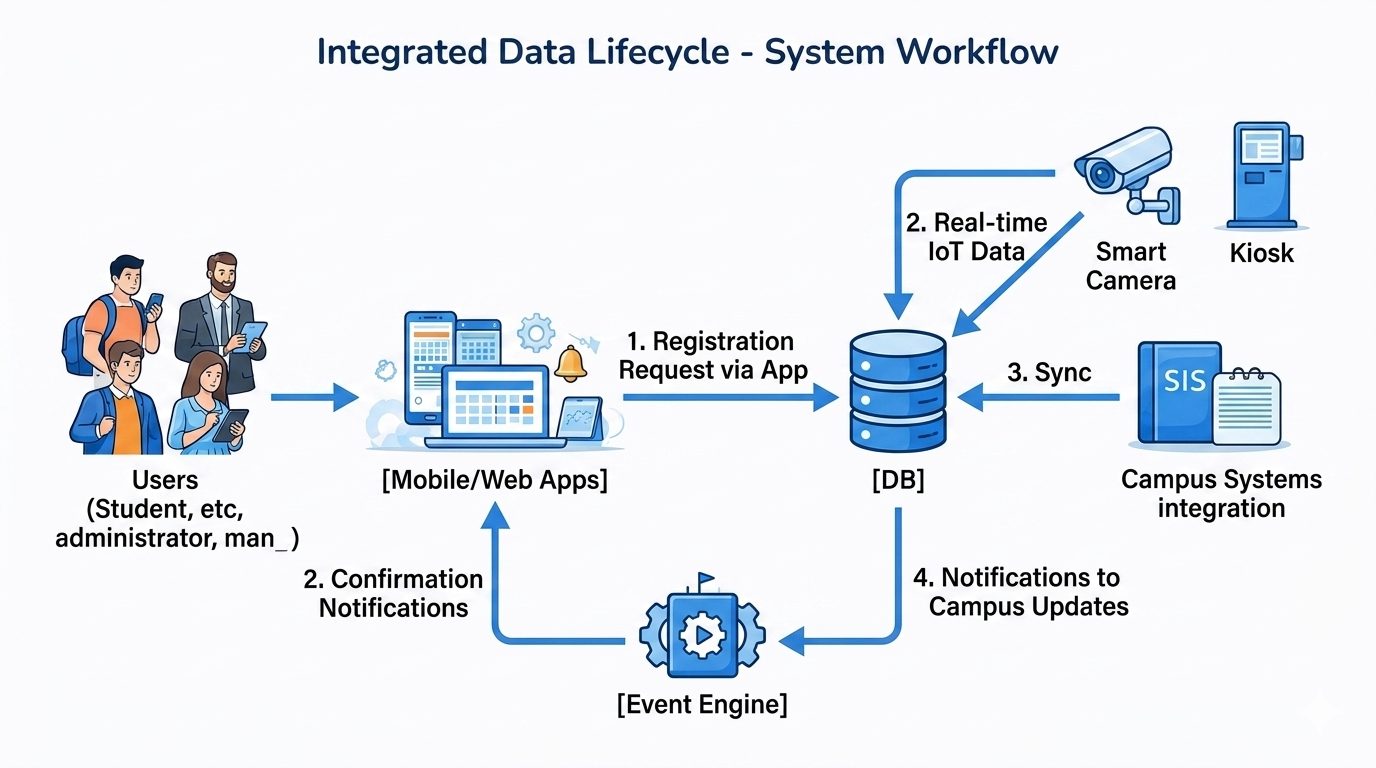 Integrated Data Lifecycle - System Workflow
2. Real-time
IoT Data
Smart
Camera
Kiosk
1. Registration
Request via App
3. Sync
SIS
Users
(Student, etc,
administrator, man_)
[Mobile/Web Apps]
[DB]
Campus Systems
integration
2. Confirmation
Notifications
4. Notifications to
Campus Updates
[Event Engine]